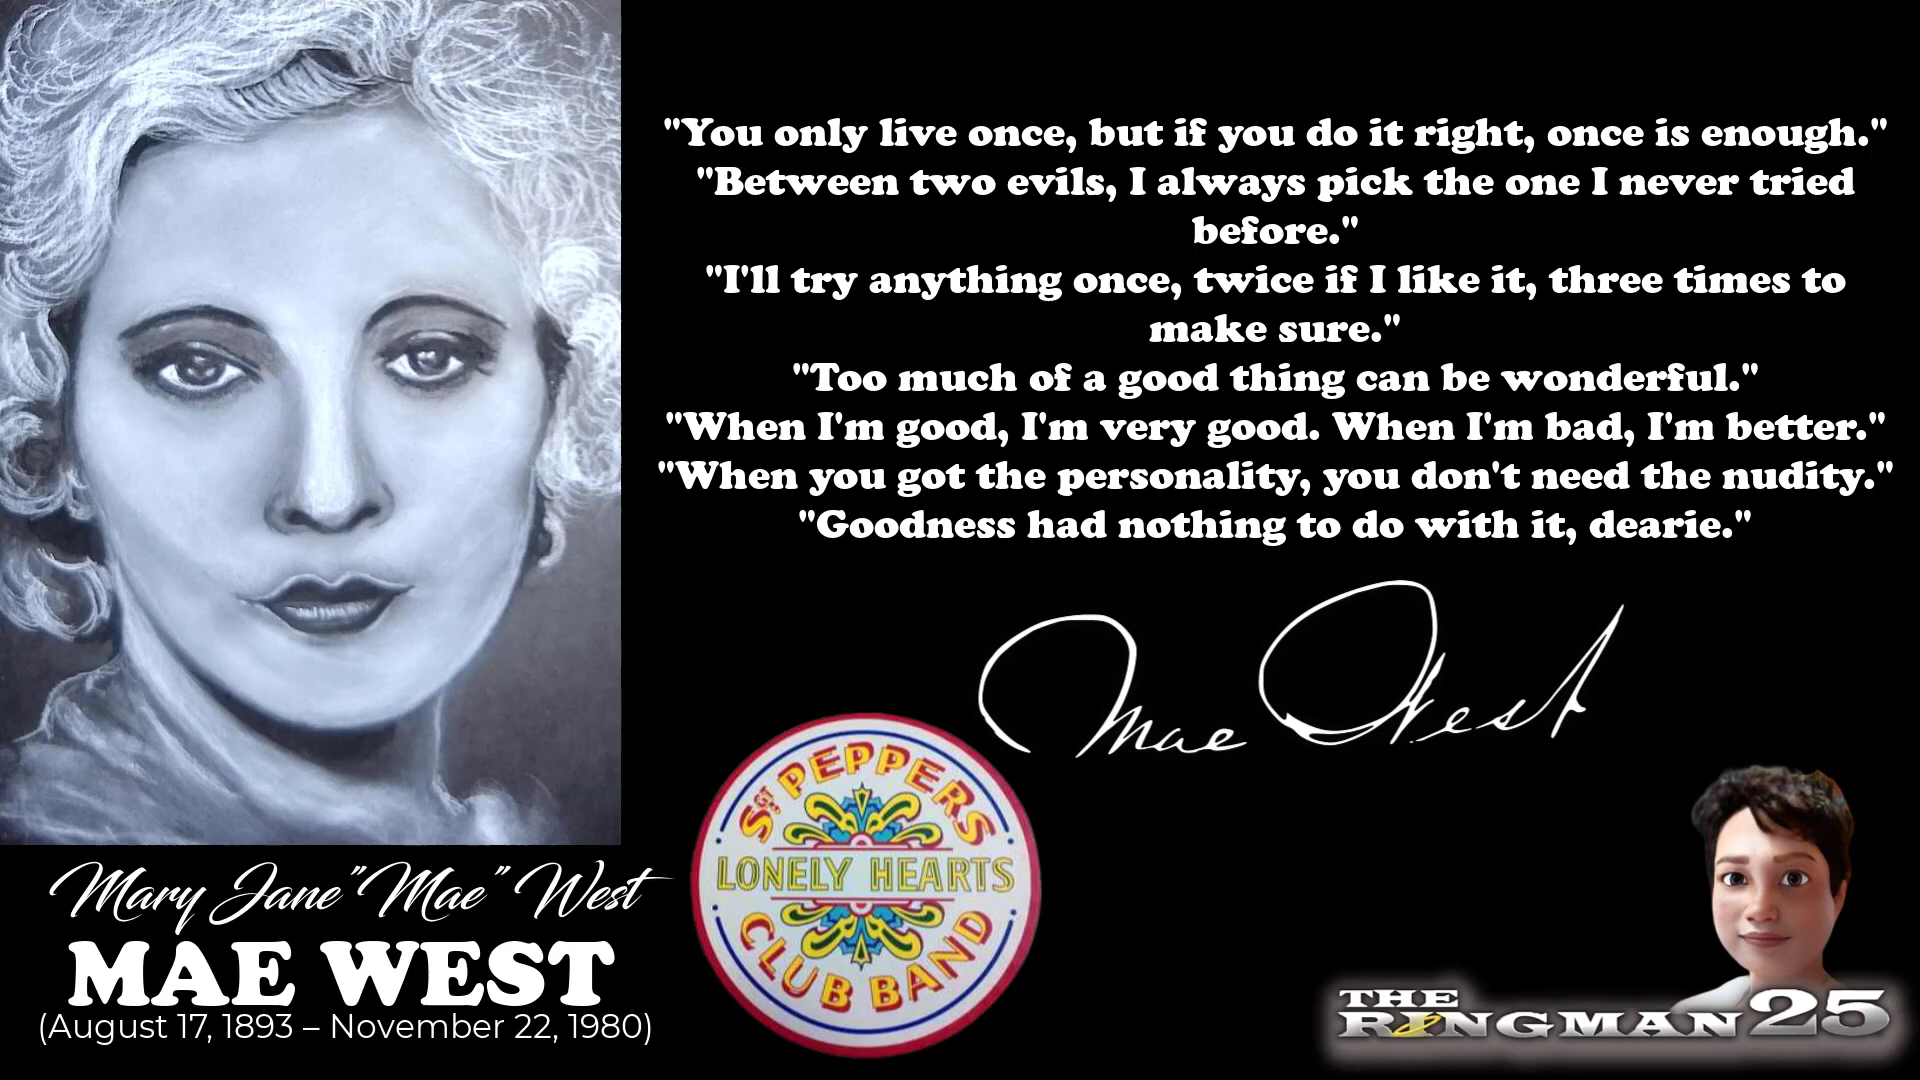 "You only live once, but if you do it right, once is enough."
"Between two evils, I always pick the one I never tried
before."
"I'll try anything once, twice if I like it, three times to
make sure."
"Too much of a good thing can be wonderful."
"When I'm good, I'm very good. When I'm bad, I'm better."
"When you got the personality, you don't need the nudity."
"Goodness had nothing to do with it, dearie."
Mae West
SGT PEPPERS
LONELY HEARTS
CLUB BAND
Mary Jane "Mae" West
MAE WEST
(August 17, 1893 – November 22, 1980)
THE
RINGMAN 25